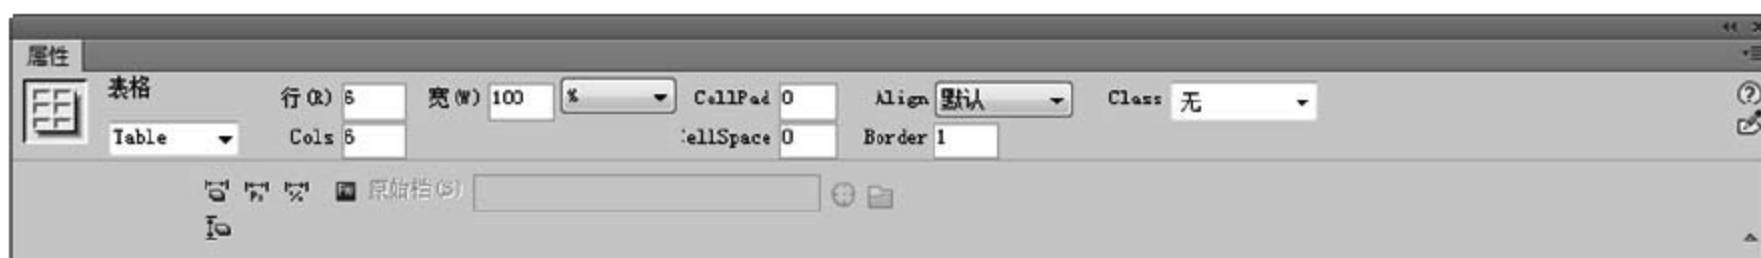 属性
表格 行(R) 6 宽(W) 100 % CellPad 0 Align 默认 Class 无
Table Cols 6 CellSpace 0 Border 1
原始档(S)